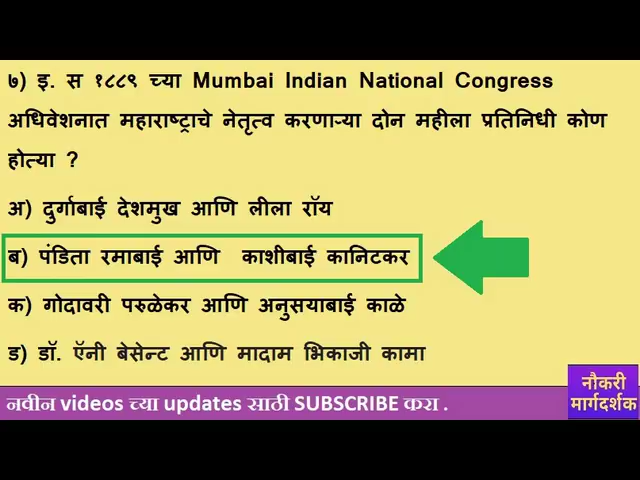 ७) इ. स १८८९ च्या Mumbai Indian National Congress
अधिवेशनात महाराष्ट्राचे नेतृत्व करणाऱ्या दोन महीला प्रतिनिधी कोण
होत्या ?
अ) दुर्गाबाई देशमुख आणि लीला रॉय
ब) पंडिता रमाबाई आणि काशीबाई कानिटकर
क) गोदावरी परुळेकर आणि अनुसयाबाई काळे
ड) डॉ. ऍनी बेसेन्ट आणि मादाम भिकाजी कामा
नौकरी
मार्गदर्शक
नवीन videos च्या updates साठी SUBSCRIBE करा .